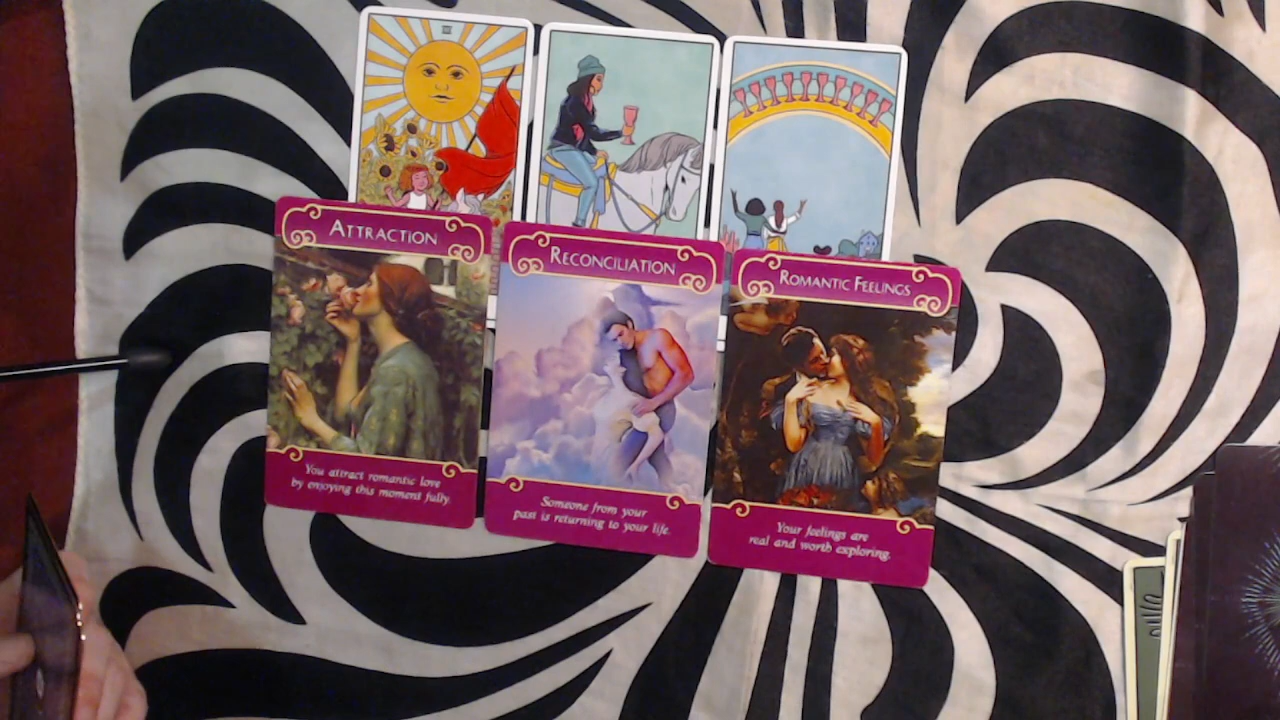 ATTRACTION
You attract romantic love
by enjoying this moment fully.
RECONCILIATION
Someone from your
past is returning to your life.
ROMANTIC FEELINGS
Your feelings are
real and worth exploring.